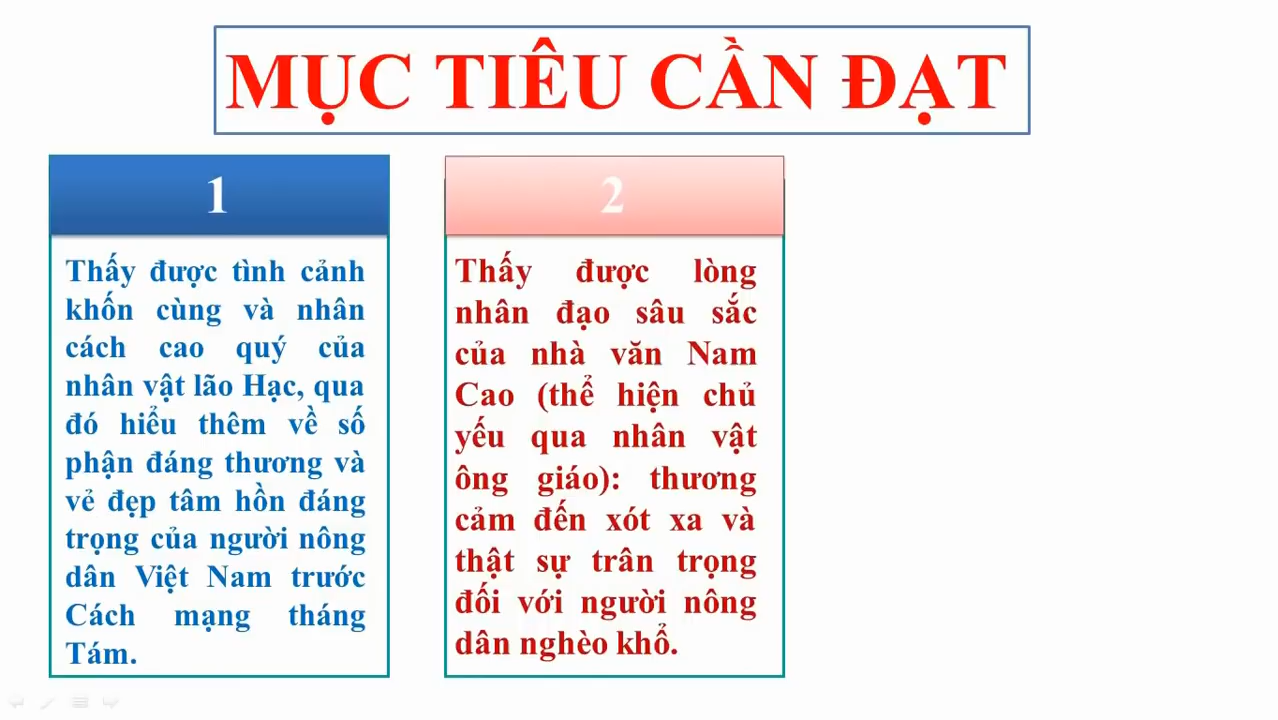 MỤC TIÊU CẦN ĐẠT
1
Thấy được tình cảnh
khốn cùng và nhân
cách cao quý của
nhân vật lão Hạc, qua
đó hiểu thêm về số
phận đáng thương và
vẻ đẹp tâm hồn đáng
trọng của người nông
dân Việt Nam trước
Cách mạng tháng
Tám.
2
Thấy được lòng
nhân đạo sâu sắc
của nhà văn Nam
Cao (thể hiện chủ
yếu qua nhân vật
ông giáo): thương
cảm đến xót xa và
thật sự trân trọng
đối với người nông
dân nghèo khổ.